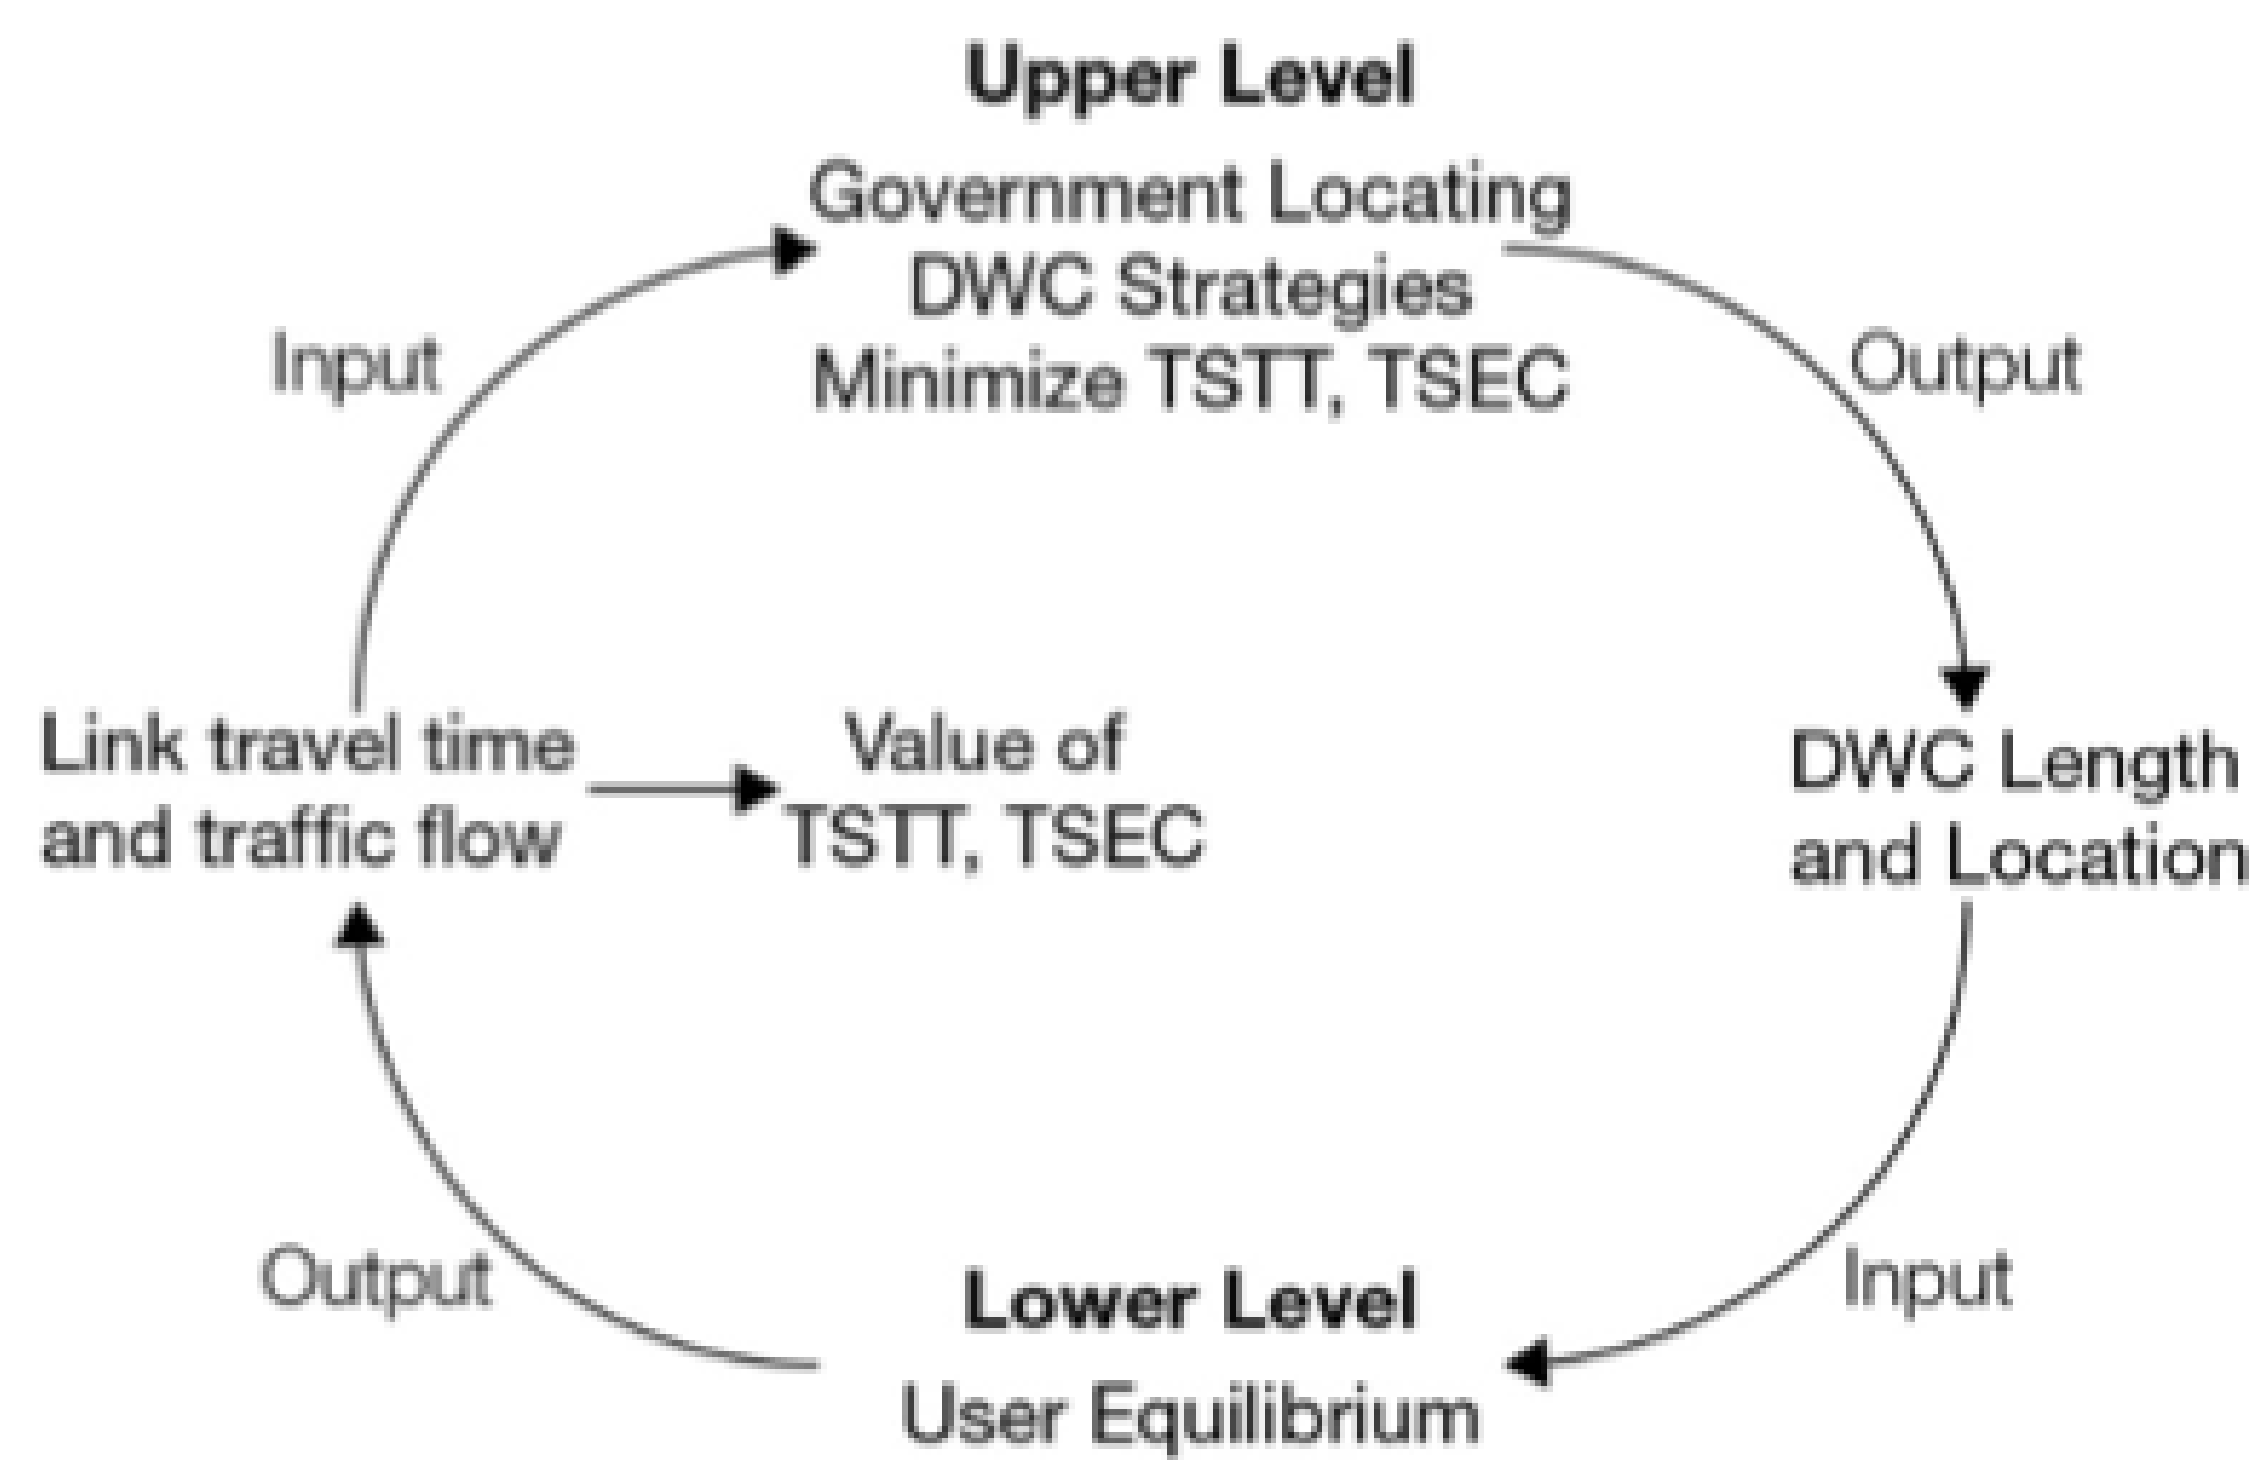 Upper Level
Government Locating
DWC Strategies
Minimize TSTT, TSEC
Input
Output
Link travel time
and traffic flow
Value of
TSTT, TSEC
DWC Length
and Location
Output
Input
Lower Level
User Equilibrium